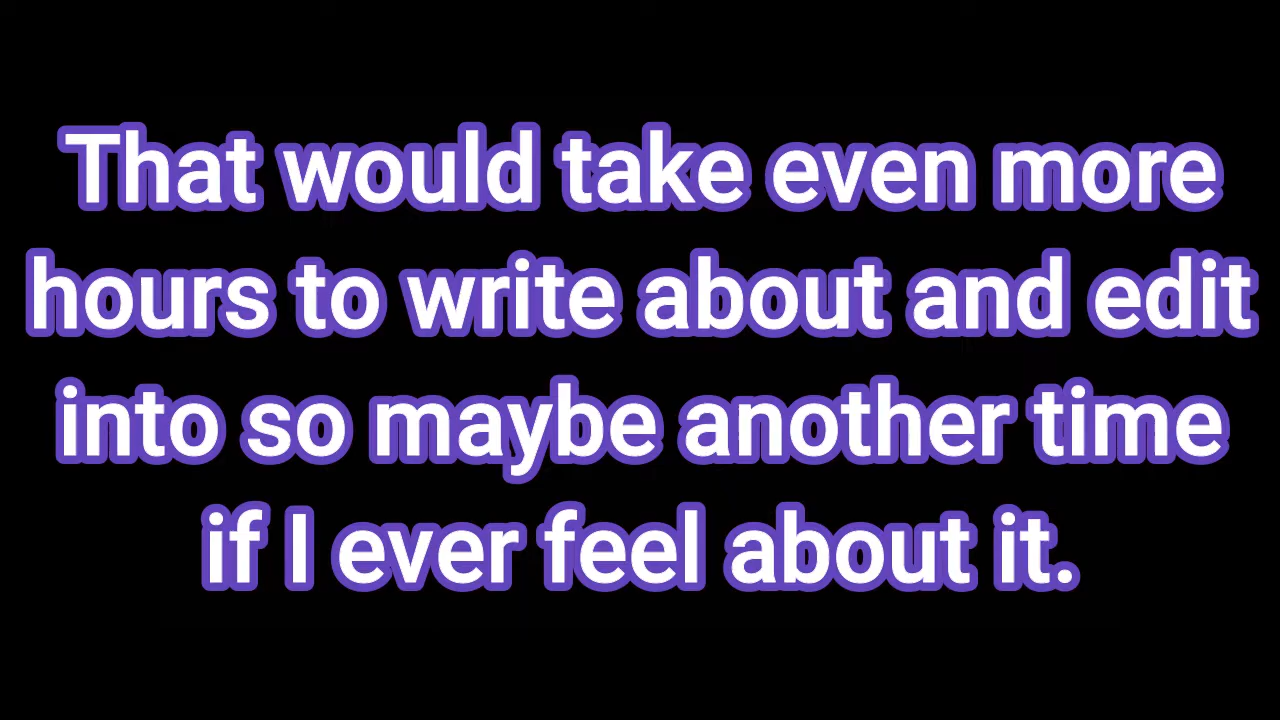 That would take even more
hours to write about and edit
into so maybe another time
if I ever feel about it.